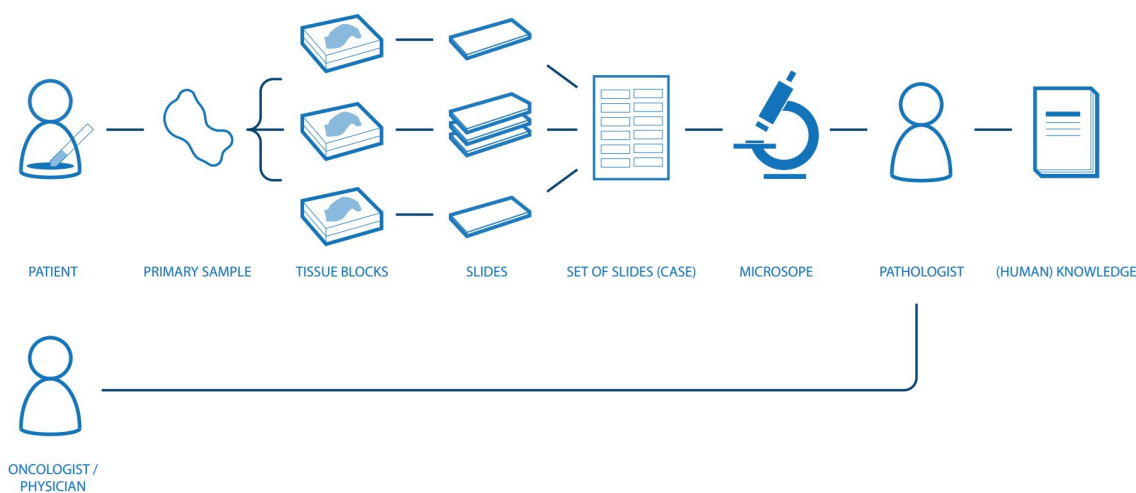 PATIENT
PRIMARY SAMPLE
TISSUE BLOCKS
SLIDES
SET OF SLIDES (CASE)
MICROSOPE
PATHOLOGIST
(HUMAN) KNOWLEDGE
ONCOLOGIST /
PHYSICIAN